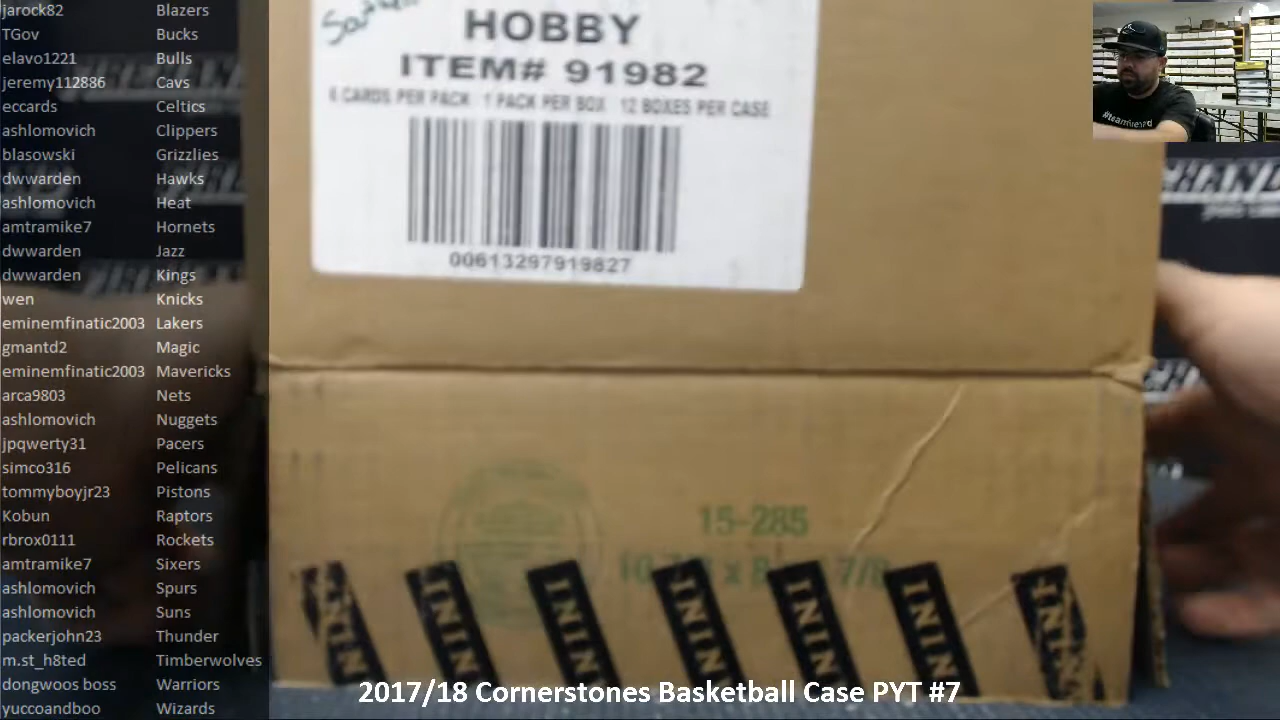 jarock82 Blazers
TGov Bucks
elavo1221 Bulls
jeremy112886 Cavs
eccards Celtics
ashlomovich Clippers
blasowski Grizzlies
dwwarden Hawks
ashlomovich Heat
amtramike7 Hornets
dwwarden Jazz
dwwarden Kings
wen Knicks
eminemfinatic2003 Lakers
gmantd2 Magic
eminemfinatic2003 Mavericks
arca9803 Nets
ashlomovich Nuggets
jpqwerty31 Pacers
simco316 Pelicans
tommyboyjr23 Pistons
Kobun Raptors
rbrox0111 Rockets
amtramike7 Sixers
ashlomovich Spurs
ashlomovich Suns
packerjohn23 Thunder
m.st_h8ted Timberwolves
dongwoos boss Warriors
yuccoandboo Wizards
HOBBY
ITEM# 91982
6 CARDS PER PACK 1 PACK PER BOX 12 BOXES PER CASE
00613297919827
15-285
2017/18 Cornerstones Basketball Case PYT #7